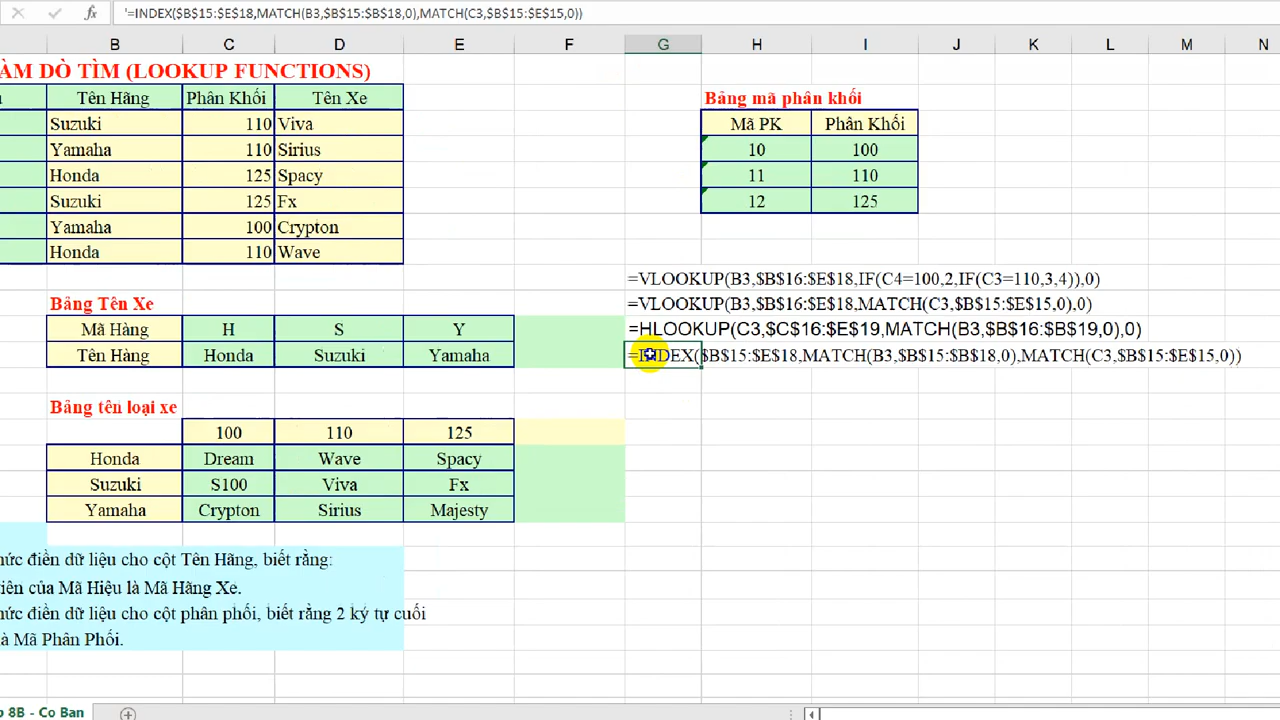 '=INDEX($B$15:$E$18,MATCH(B3,$B$15:$B$18,0),MATCH(C3,$B$15:$E$15,0))
B C D E F G H I J K L M N
ÀM DÒ TÌM (LOOKUP FUNCTIONS)
Tên Hãng Phân Khối Tên Xe
Suzuki 110 Viva
Yamaha 110 Sirius
Honda 125 Spacy
Suzuki 125 Fx
Yamaha 100 Crypton
Honda 110 Wave
Bảng mã phân khối
Mã PK Phân Khối
10 100
11 110
12 125
=VLOOKUP(B3,$B$16:$E$18,IF(C4=100,2,IF(C3=110,3,4)),0)
=VLOOKUP(B3,$B$16:$E$18,MATCH(C3,$B$15:$E$15,0),0)
=HLOOKUP(C3,$C$16:$E$19,MATCH(B3,$B$16:$B$19,0),0)
=INDEX($B$15:$E$18,MATCH(B3,$B$15:$B$18,0),MATCH(C3,$B$15:$E$15,0))
Bảng Tên Xe
Mã Hàng H S Y
Tên Hàng Honda Suzuki Yamaha
Bảng tên loại xe
100 110 125
Honda Dream Wave Spacy
Suzuki S100 Viva Fx
Yamaha Crypton Sirius Majesty
hức điền dữ liệu cho cột Tên Hãng, biết rằng:
iên của Mã Hiệu là Mã Hãng Xe.
hức điền dữ liệu cho cột phân phối, biết rằng 2 ký tự cuối
à Mã Phân Phối.
p 8B - Co Ban